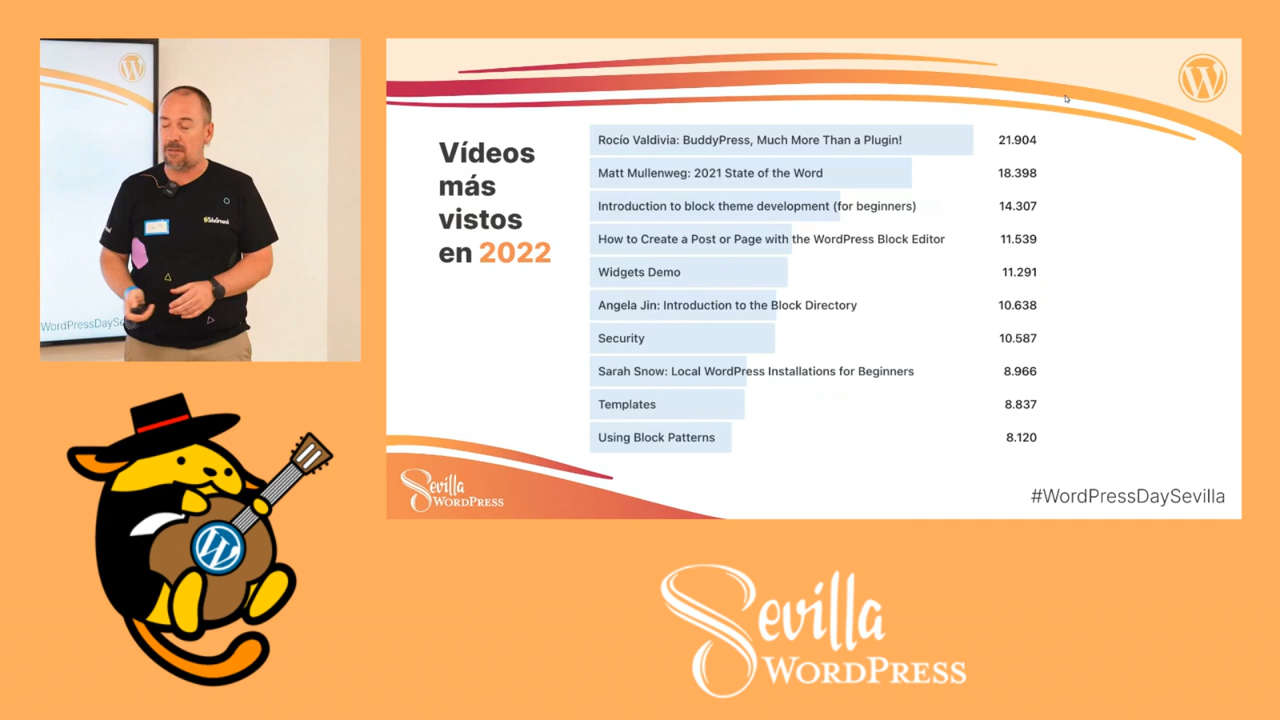 WordPressDaySe
SiteGround
Vídeos
más
vistos
en 2022
Rocío Valdivia: BuddyPress, Much More Than a Plugin! 21.904
Matt Mullenweg: 2021 State of the Word 18.398
Introduction to block theme development (for beginners) 14.307
How to Create a Post or Page with the WordPress Block Editor 11.539
Widgets Demo 11.291
Angela Jin: Introduction to the Block Directory 10.638
Security 10.587
Sarah Snow: Local WordPress Installations for Beginners 8.966
Templates 8.837
Using Block Patterns 8.120
Sevilla
WORDPRESS
#WordPressDaySevilla
Sevilla
WORDPRESS